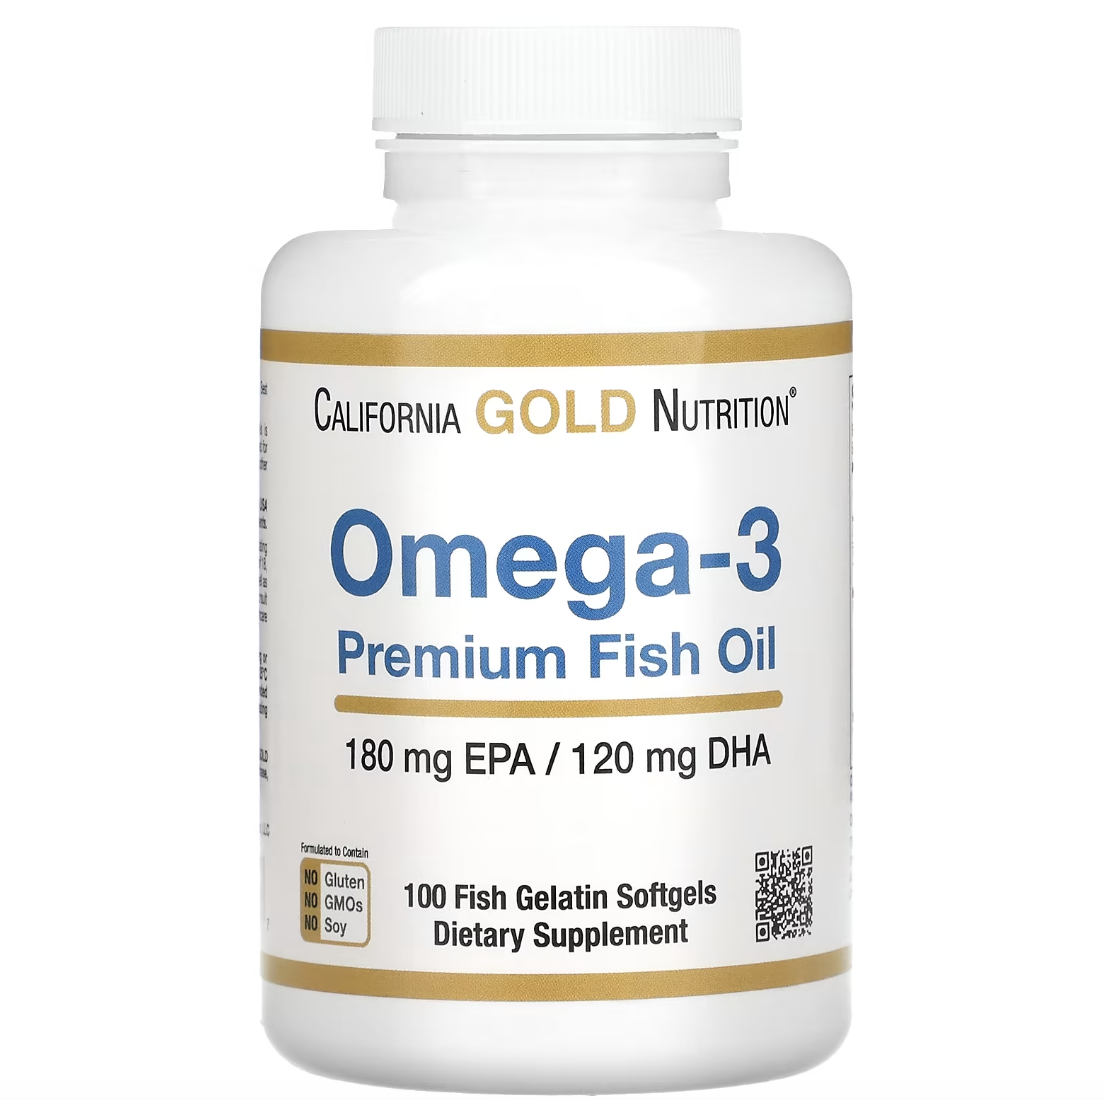 CALIFORNIA GOLD NUTRITION®
Omega-3
Premium Fish Oil
180 mg EPA / 120 mg DHA
Formulated to Contain
NO Gluten
NO GMOs
NO Soy
100 Fish Gelatin Softgels
Dietary Supplement